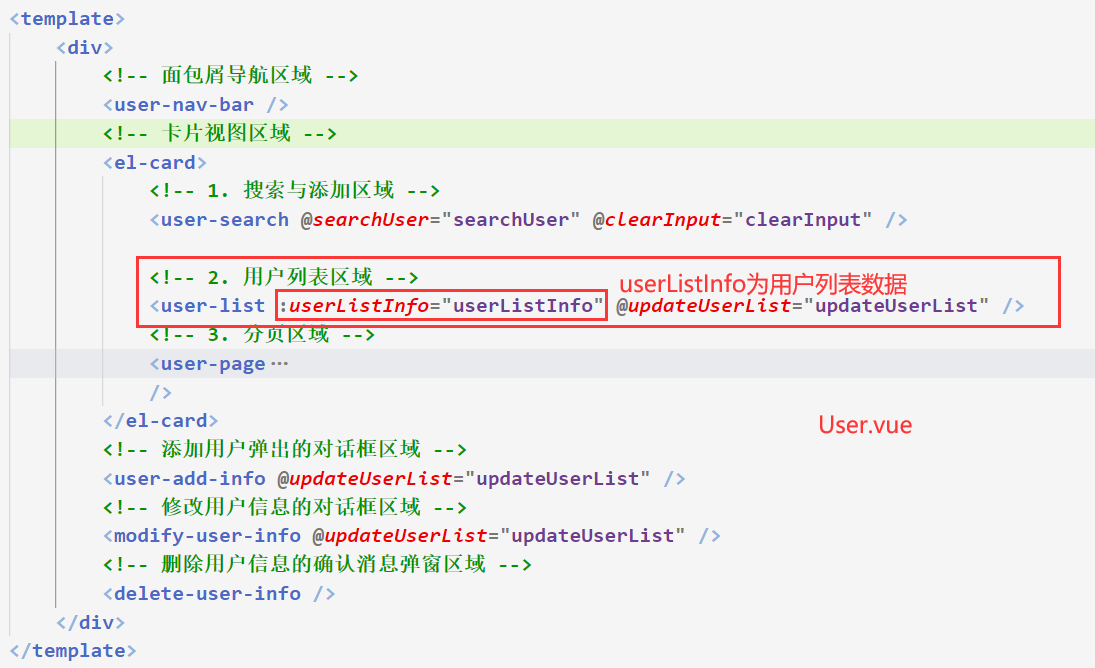 <template>
<div>
<!-- 面包屑导航区域 -->
<user-nav-bar />
<!-- 卡片视图区域 -->
<el-card>
<!-- 1. 搜索与添加区域 -->
<user-search @searchUser="searchUser" @clearInput="clearInput" />
<!-- 2. 用户列表区域 -->
userListInfo为用户列表数据
<user-list :userListInfo="userListInfo" @updateUserList="updateUserList" />
<!-- 3. 分页区域 -->
<user-page ···
/>
</el-card>
User.vue
<!-- 添加用户弹出的对话框区域 -->
<user-add-info @updateUserList="updateUserList" />
<!-- 修改用户信息的对话框区域 -->
<modify-user-info @updateUserList="updateUserList" />
<!-- 删除用户信息的确认消息弹窗区域 -->
<delete-user-info />
</div>
</template>